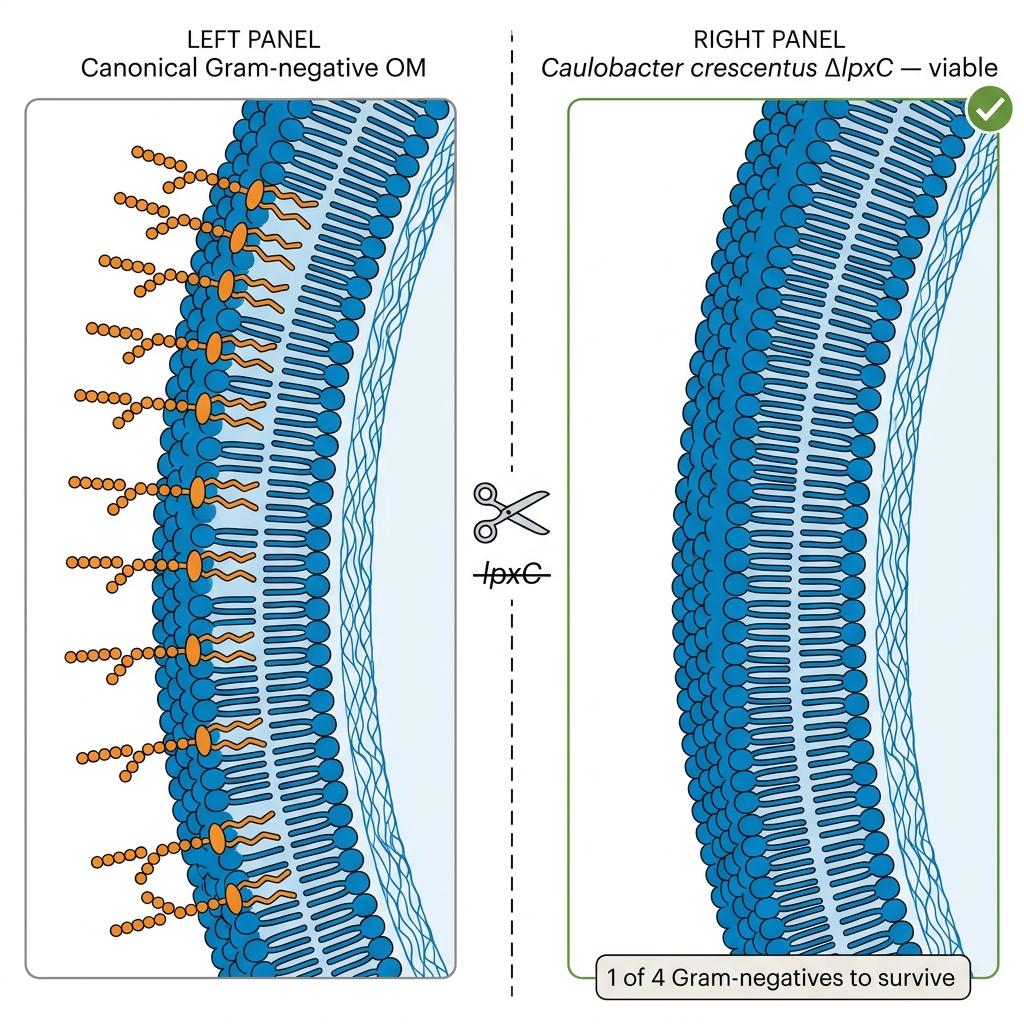 LEFT PANEL
Canonical Gram-negative OM
RIGHT PANEL
Caulobacter crescentus ΔlpxC — viable
lpxC
1 of 4 Gram-negatives to survive